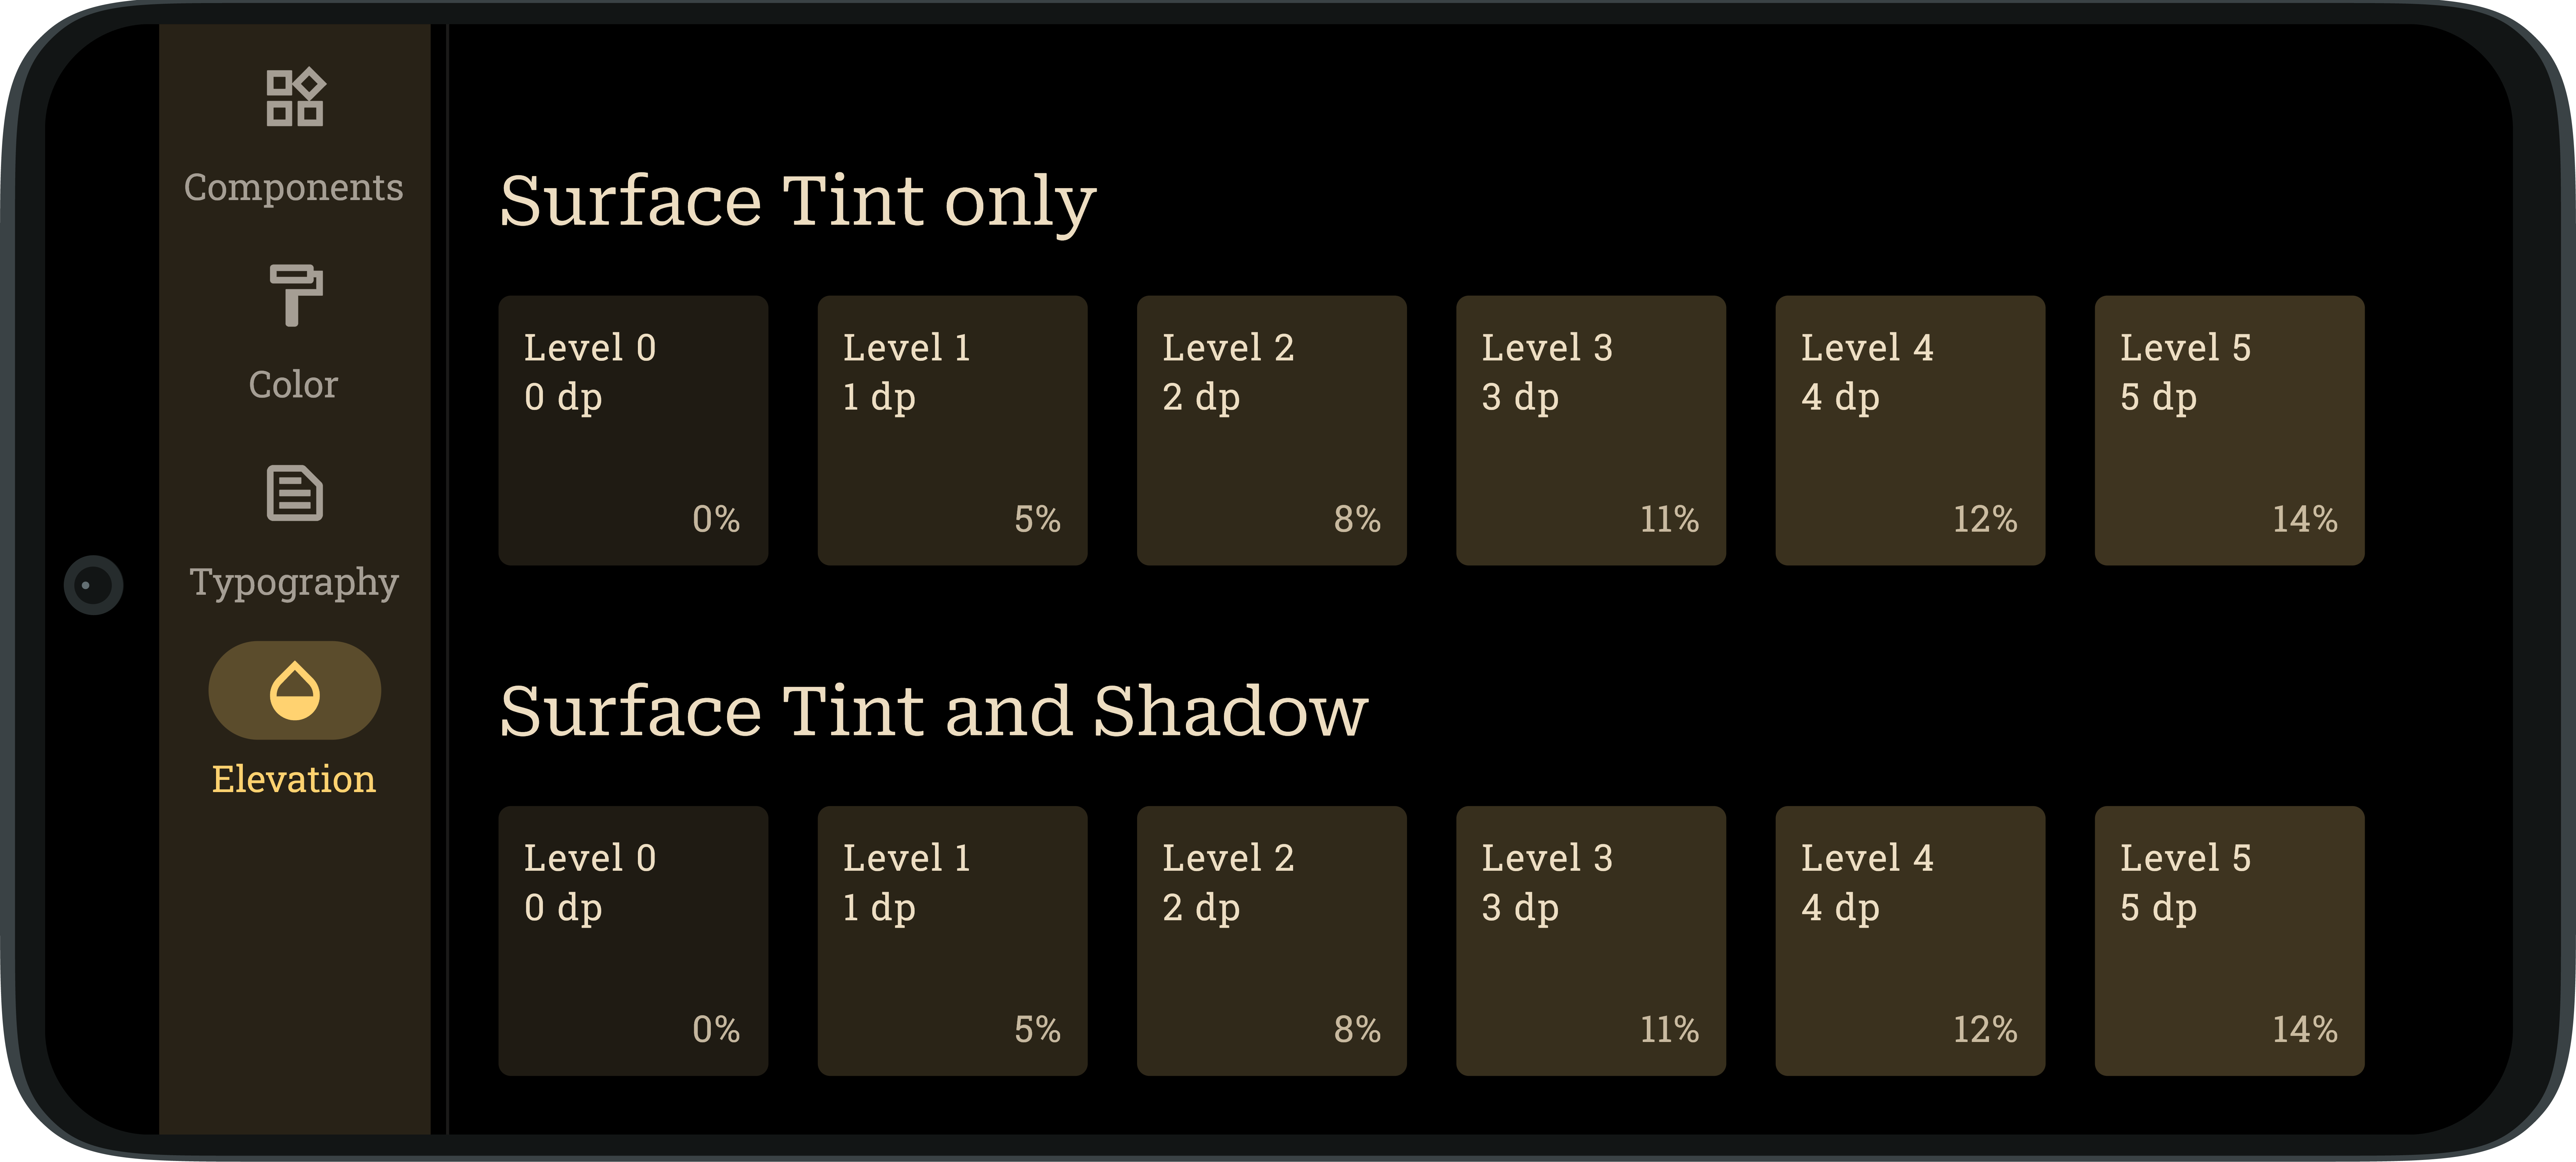 Components
Color
Typography
Elevation
Surface Tint only
Level 0
0 dp
0%
Level 1
1 dp
5%
Level 2
2 dp
8%
Level 3
3 dp
11%
Level 4
4 dp
12%
Level 5
5 dp
14%
Surface Tint and Shadow
Level 0
0 dp
0%
Level 1
1 dp
5%
Level 2
2 dp
8%
Level 3
3 dp
11%
Level 4
4 dp
12%
Level 5
5 dp
14%